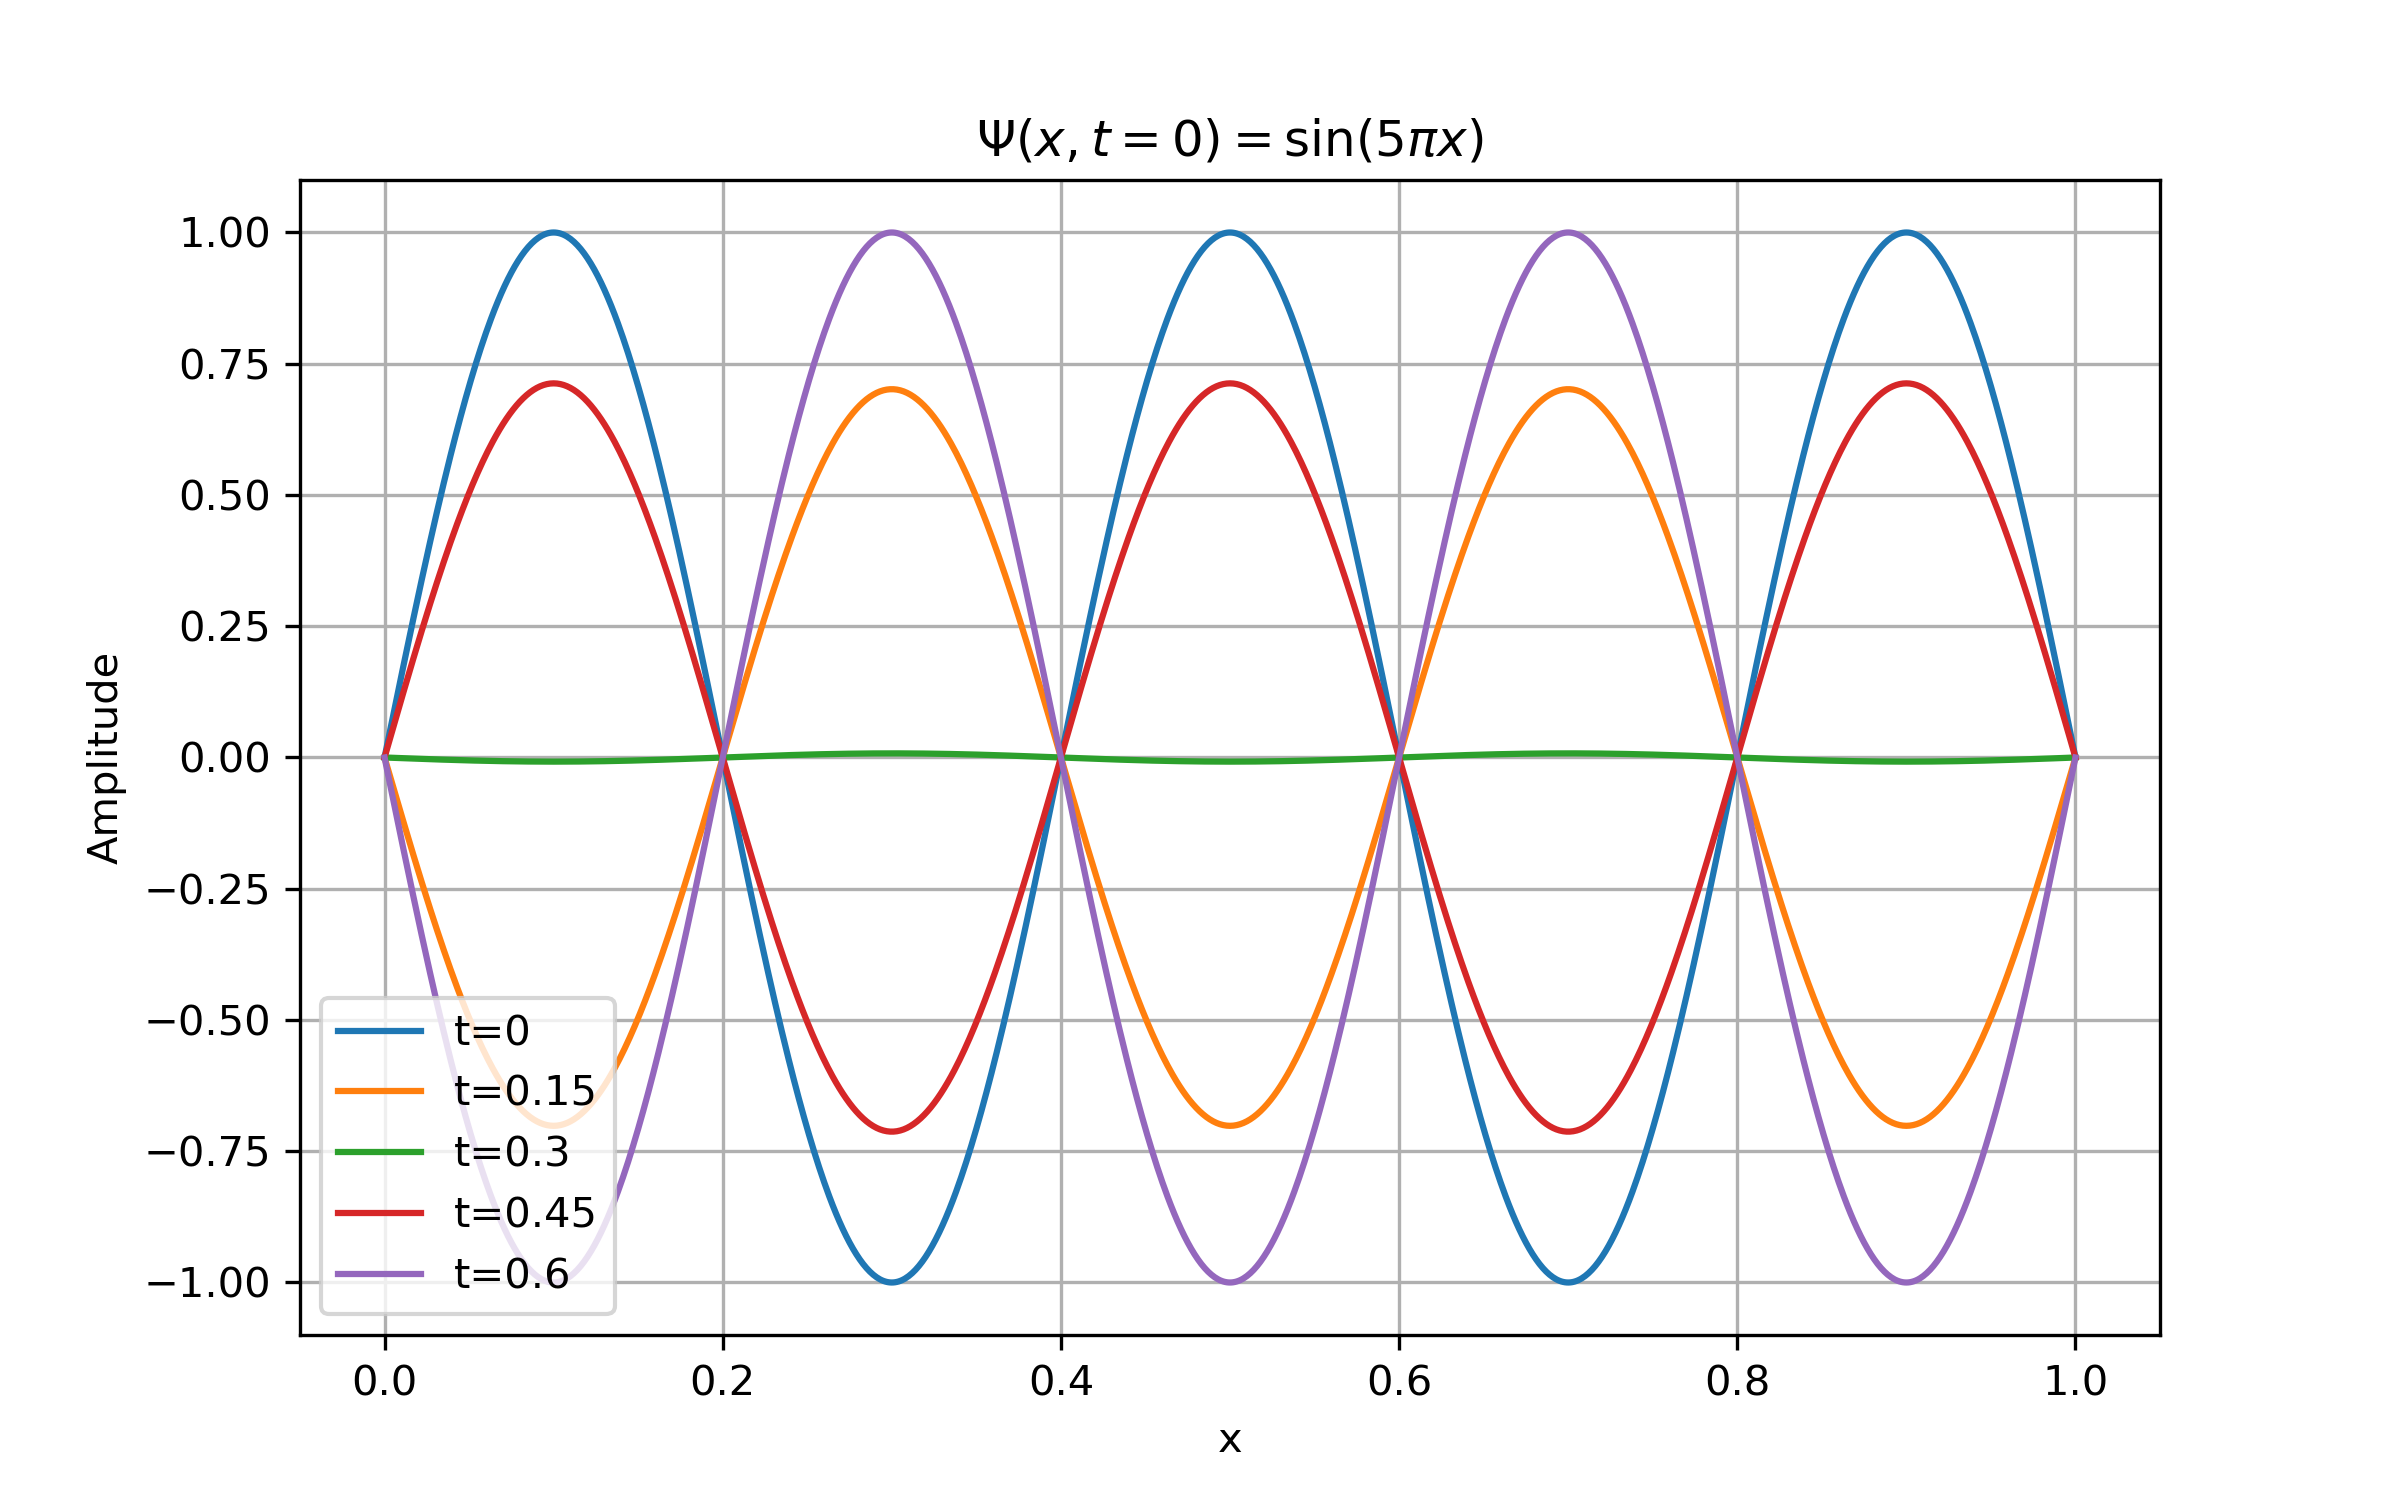 Ψ(x, t = 0) = sin(5πx)
1.00
0.75
0.50
0.25
0.00
−0.25
−0.50
−0.75
−1.00
Amplitude
t=0
t=0.15
t=0.3
t=0.45
t=0.6
0.0 0.2 0.4 0.6 0.8 1.0
x